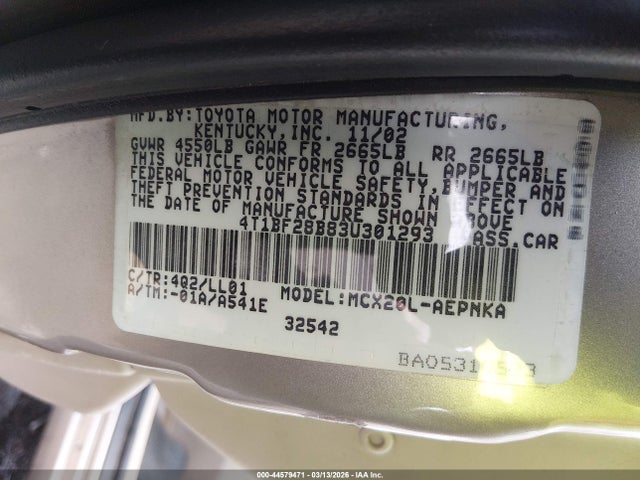 MFD.BY:TOYOTA MOTOR MANUFACTURING,
KENTUCKY,INC. 11/02
GVWR 4550LB GAWR FR 2665LB RR 2665LB
THIS VEHICLE CONFORMS TO ALL APPLICABLE
FEDERAL MOTOR VEHICLE SAFETY,BUMPER AND
THEFT PREVENTION STANDARDS IN EFFECT ON
THE DATE OF MANUFACTURE SHOWN ABOVE
4T1BF28B83U301293 PASS.CAR
C/TR:4Q2/LL01
A/TM:-01A/A541E MODEL:MCX20L-AEPNKA
32542
000-44579471 - 03/13/2026 - IAA Inc.